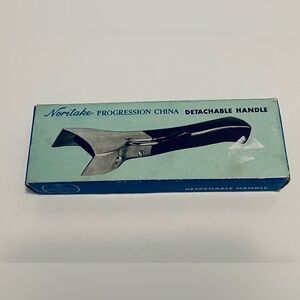 Noritake PROGRESSION CHINA DETACHABLE HANDLE
DETACHABLE HANDLE